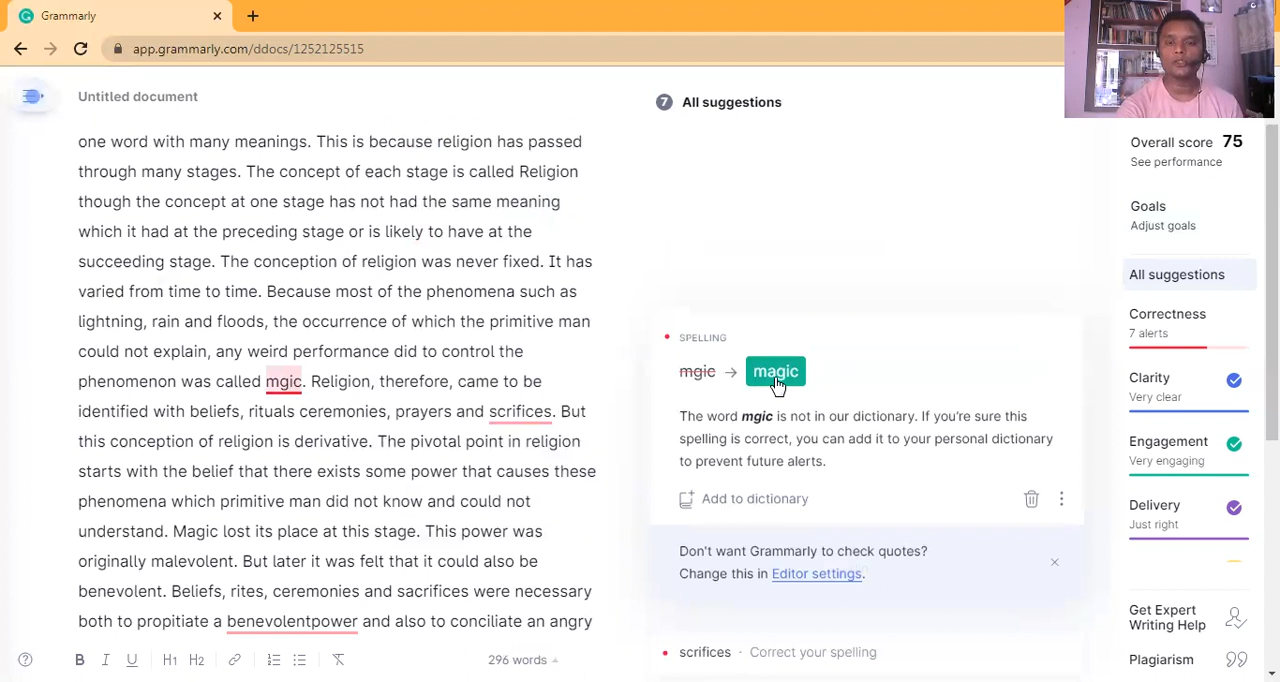 Grammarly
app.grammarly.com/ddocs/1252125515
Untitled document
one word with many meanings. This is because religion has passed
through many stages. The concept of each stage is called Religion
though the concept at one stage has not had the same meaning
which it had at the preceding stage or is likely to have at the
succeeding stage. The conception of religion was never fixed. It has
varied from time to time. Because most of the phenomena such as
lightning, rain and floods, the occurrence of which the primitive man
could not explain, any weird performance did to control the
phenomenon was called mgic. Religion, therefore, came to be
identified with beliefs, rituals ceremonies, prayers and scrifices. But
this conception of religion is derivative. The pivotal point in religion
starts with the belief that there exists some power that causes these
phenomena which primitive man did not know and could not
understand. Magic lost its place at this stage. This power was
originally malevolent. But later it was felt that it could also be
benevolent. Beliefs, rites, ceremonies and sacrifices were necessary
both to propitiate a benevolentpower and also to conciliate an angry
B I U H1 H2
296 words
7 All suggestions
SPELLING
mgic → magic
The word mgic is not in our dictionary. If you're sure this
spelling is correct, you can add it to your personal dictionary
to prevent future alerts.
Add to dictionary
Don't want Grammarly to check quotes?
Change this in Editor settings.
scrifices · Correct your spelling
Overall score 75
See performance
Goals
Adjust goals
All suggestions
Correctness
7 alerts
Clarity
Very clear
Engagement
Very engaging
Delivery
Just right
Get Expert
Writing Help
Plagiarism